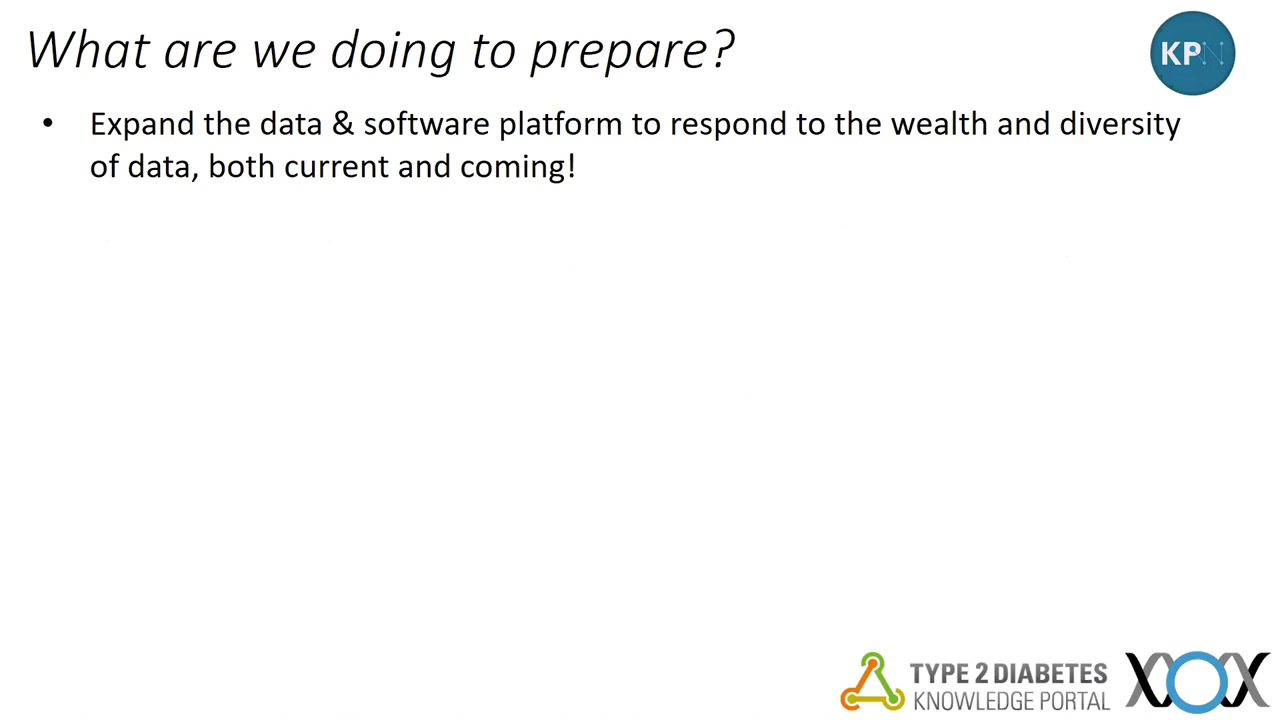 What are we doing to prepare?
KPN
• Expand the data & software platform to respond to the wealth and diversity
of data, both current and coming!
TYPE 2 DIABETES
KNOWLEDGE PORTAL